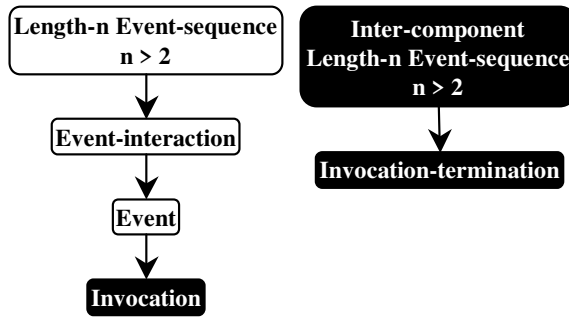 Length-n Event-sequence
n > 2
Event-interaction
Event
Invocation
Inter-component
Length-n Event-sequence
n > 2
Invocation-termination